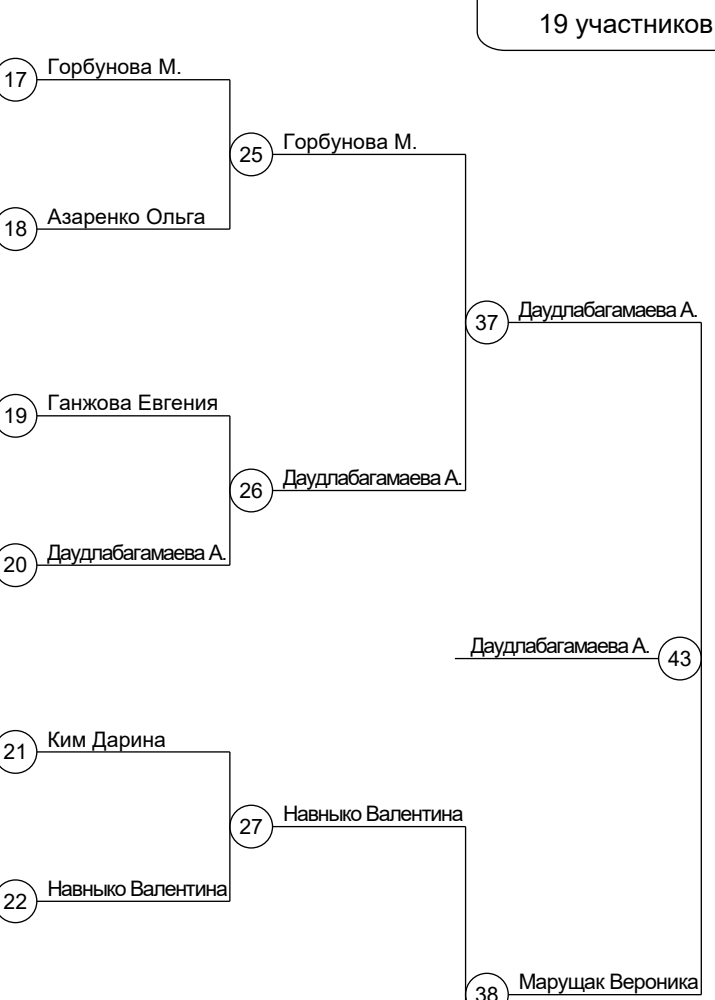 19 участников
17 Горбунова М.
25 Горбунова М.
18 Азаренко Ольга
37 Даудлабагамаева А.
19 Ганжова Евгения
26 Даудлабагамаева А.
20 Даудлабагамаева А.
Даудлабагамаева А. 43
21 Ким Дарина
27 Навныко Валентина
22 Навныко Валентина
38 Марущак Вероника